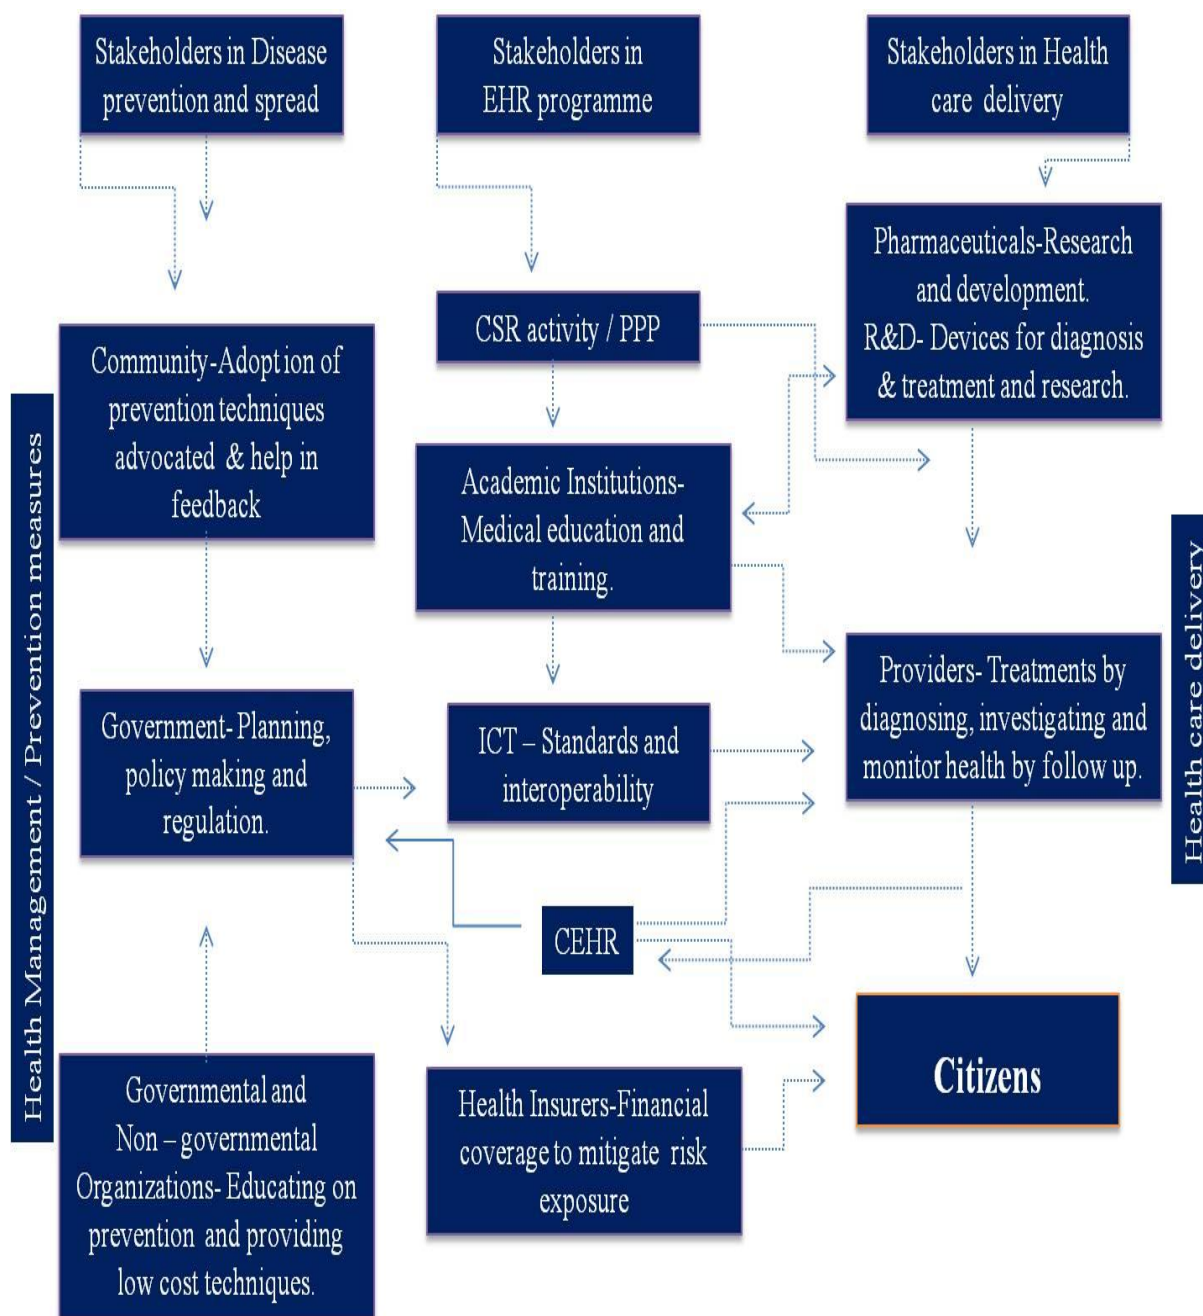 Stakeholders in Disease
prevention and spread
Stakeholders in
EHR programme
Stakeholders in Health
care delivery
Pharmaceuticals-Research
and development.
R&D- Devices for diagnosis
& treatment and research.
CSR activity / PPP
Community-Adoption of
prevention techniques
advocated & help in
feedback
Academic Institutions-
Medical education and
training.
Health Management / Prevention measures
Health care delivery
Providers- Treatments by
diagnosing, investigating and
monitor health by follow up.
Government- Planning,
policy making and
regulation.
ICT – Standards and
interoperability
CEHR
Citizens
Governmental and
Non – governmental
Organizations- Educating on
prevention and providing
low cost techniques.
Health Insurers-Financial
coverage to mitigate risk
exposure